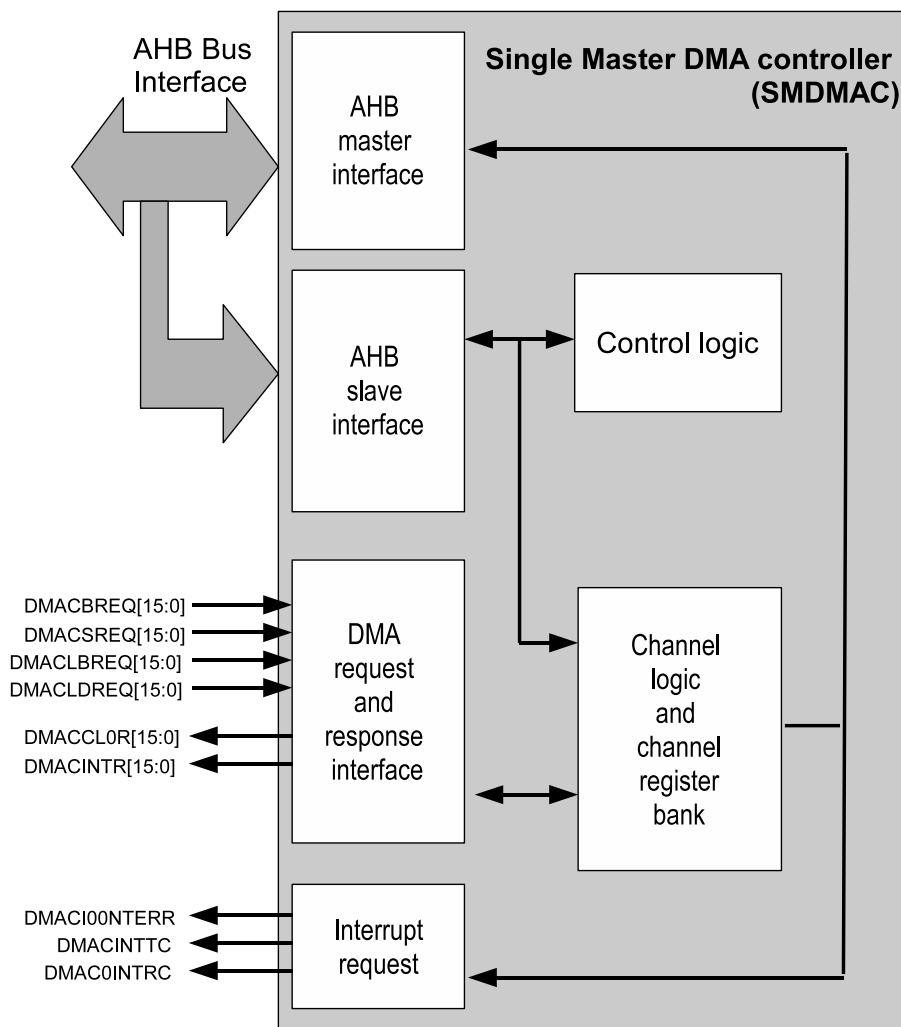 AHB Bus
Interface
Single Master DMA controller
(SMDMAC)
AHB
master
interface
AHB
slave
interface
Control logic
DMACBREQ[15:0]
DMACSREQ[15:0]
DMACLBREQ[15:0]
DMACLDREQ[15:0]
DMACCL0R[15:0]
DMACINTR[15:0]
DMA
request
and
response
interface
Channel
logic
and
channel
register
bank
DMACI00NTERR
DMACINTTC
DMAC0INTRC
Interrupt
request